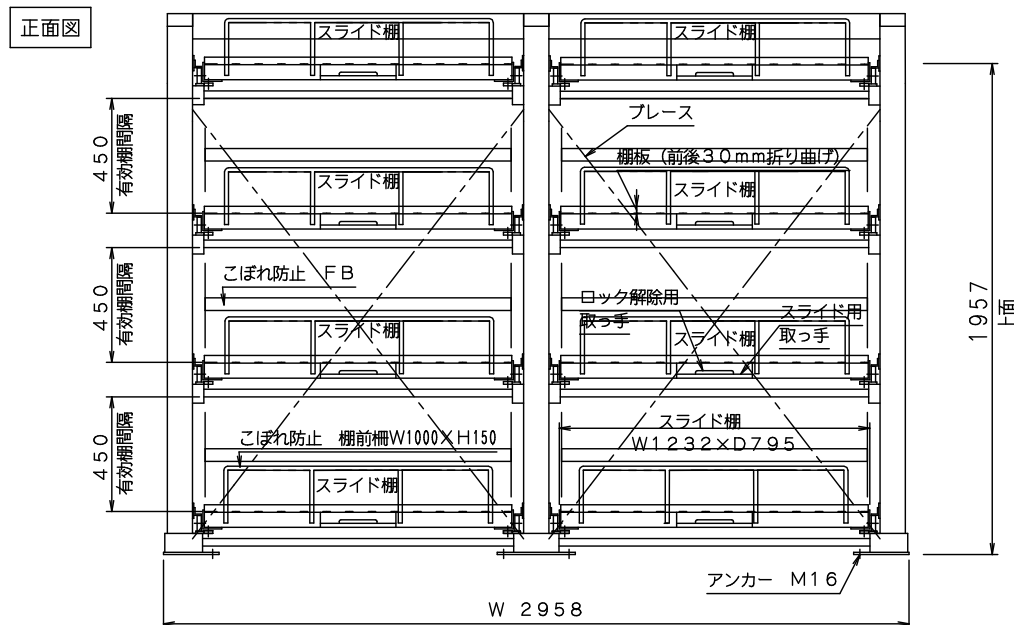 正面図
スライド棚
スライド棚
ブレース
棚板（前後３０ｍｍ折り曲げ）
４５０
有効棚間隔
スライド棚
スライド棚
こぼれ防止　ＦＢ
ロック解除用
取っ手
スライド用
取っ手
４５０
有効棚間隔
スライド棚
スライド棚
１９５７
上面
スライド棚
Ｗ１２３２×Ｄ７９５
こぼれ防止　棚前柵W1000×H150
４５０
有効棚間隔
スライド棚
アンカー　Ｍ１６
Ｗ ２９５８